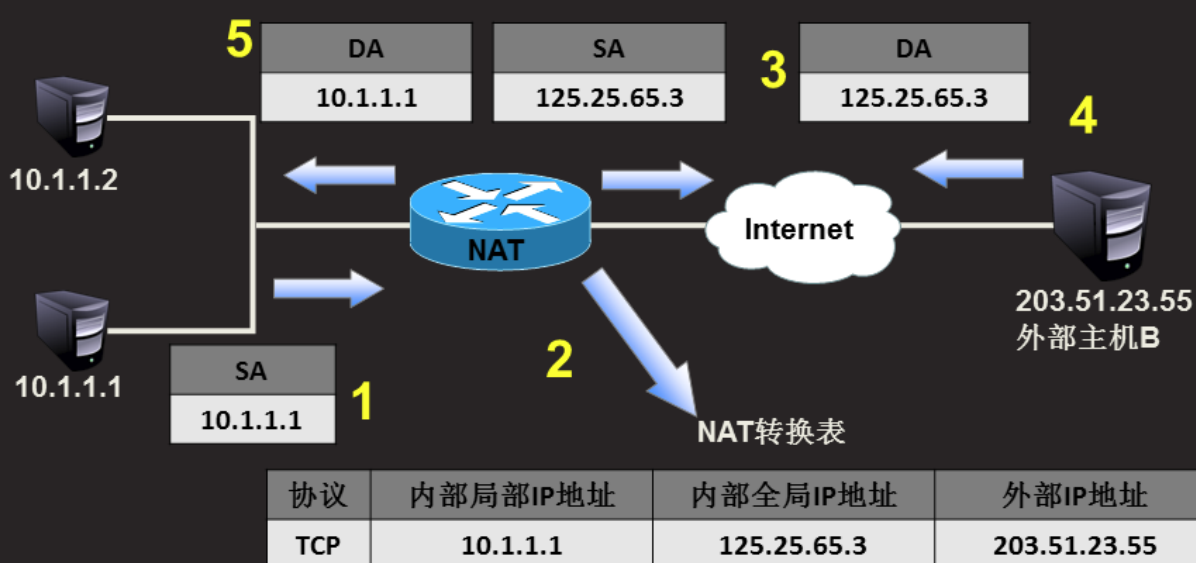 5
DA
10.1.1.1
SA
125.25.65.3
3
DA
125.25.65.3
4
10.1.1.2
NAT
Internet
203.51.23.55
外部主机B
10.1.1.1
SA
10.1.1.1
1
2
NAT转换表
协议 内部局部IP地址 内部全局IP地址 外部IP地址
TCP 10.1.1.1 125.25.65.3 203.51.23.55